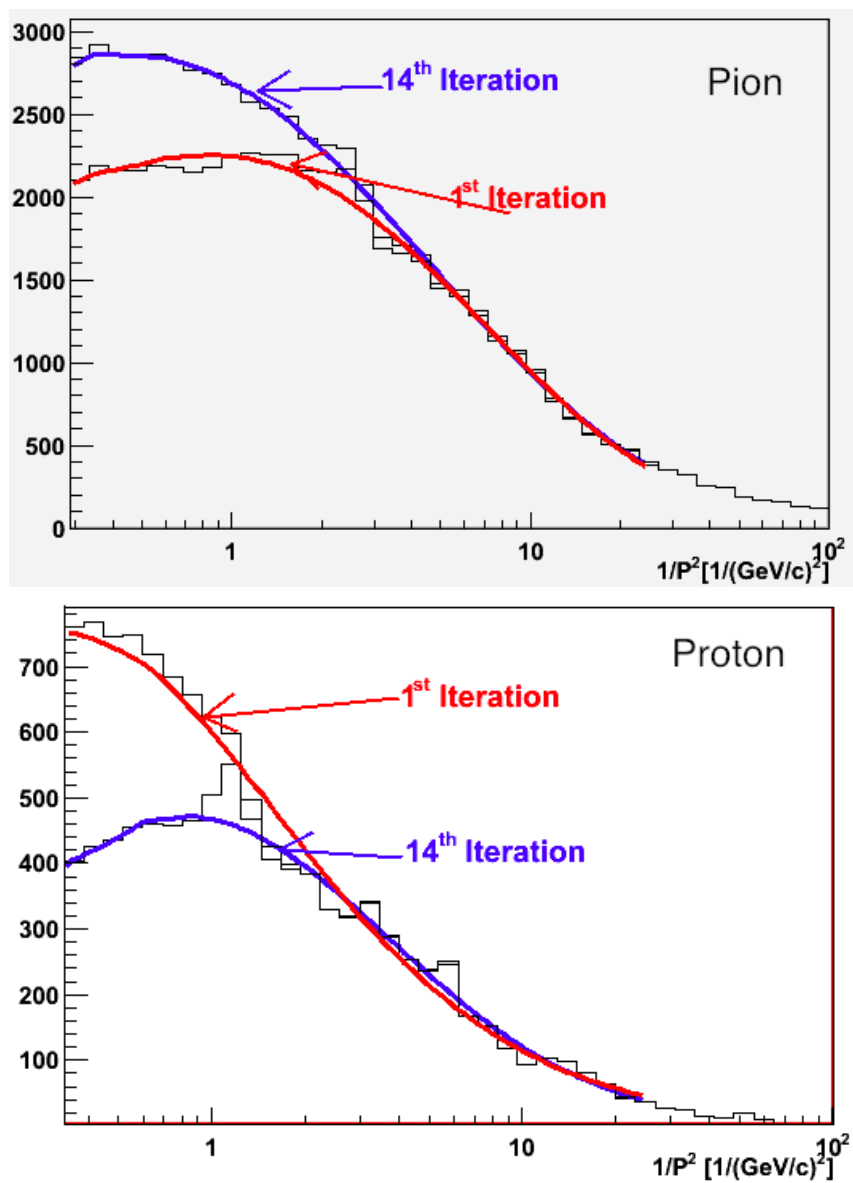 3000
14th Iteration
Pion
2500
2000
1st Iteration
1500
1000
500
0
1
10
10²
1/P²[1/(GeV/c)²]
700
Proton
1st Iteration
600
500
14th Iteration
400
300
200
100
1
10
10²
1/P² [1/(GeV/c)²]